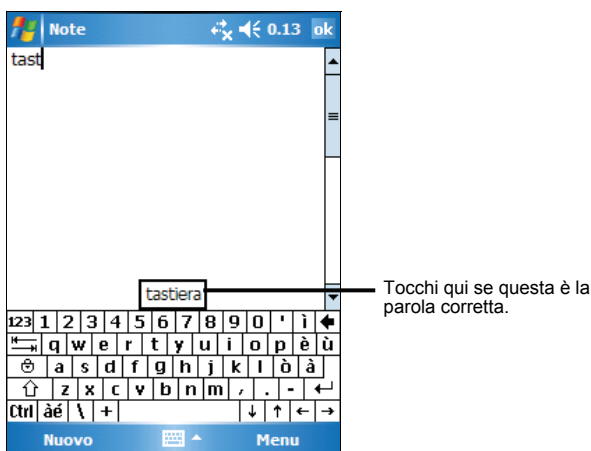 Note 0.13 ok
tast
tastiera
Tocchi qui se questa è la
parola corretta.
123 1 2 3 4 5 6 7 8 9 0 ' ì
q w e r t y u i o p è ù
a s d f g h j k l ò à
z x c v b n m , . -
Ctrl àé \ +
Nuovo Menu